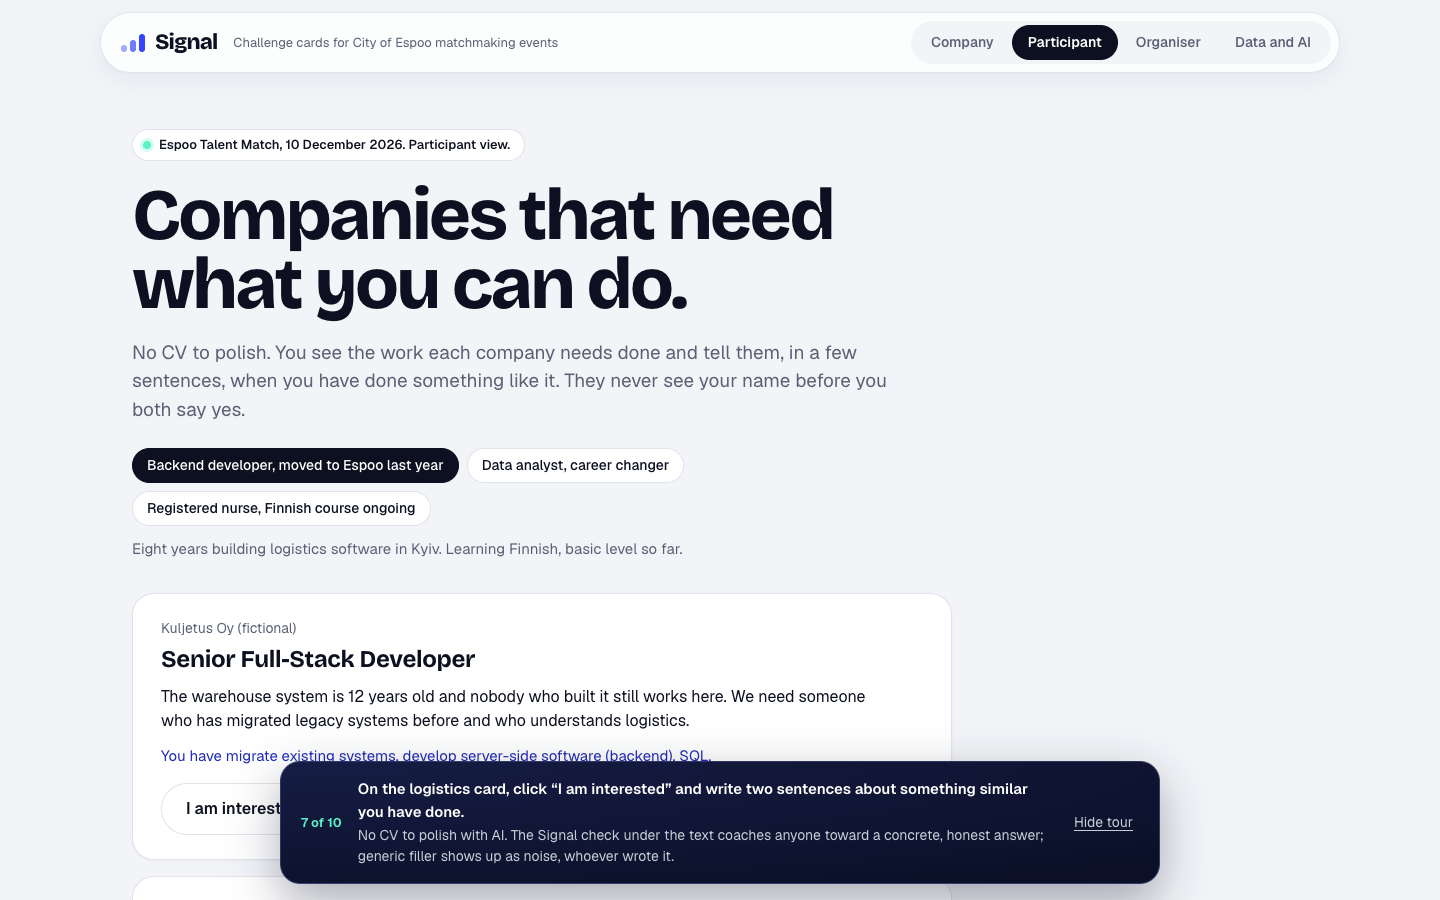 Signal
Challenge cards for City of Espoo matchmaking events
Company
Participant
Organiser
Data and AI
Espoo Talent Match, 10 December 2026. Participant view.
Companies that need
what you can do.
No CV to polish. You see the work each company needs done and tell them, in a few
sentences, when you have done something like it. They never see your name before you
both say yes.
Backend developer, moved to Espoo last year
Data analyst, career changer
Registered nurse, Finnish course ongoing
Eight years building logistics software in Kyiv. Learning Finnish, basic level so far.
Kuljetus Oy (fictional)
Senior Full-Stack Developer
The warehouse system is 12 years old and nobody who built it still works here. We need someone
who has migrated legacy systems before and who understands logistics.
You have migrate existing systems, develop server-side software (backend), SQL.
I am interest
7 of 10
On the logistics card, click “I am interested” and write two sentences about something similar
you have done.
No CV to polish with AI. The Signal check under the text coaches anyone toward a concrete, honest answer;
generic filler shows up as noise, whoever wrote it.
Hide tour